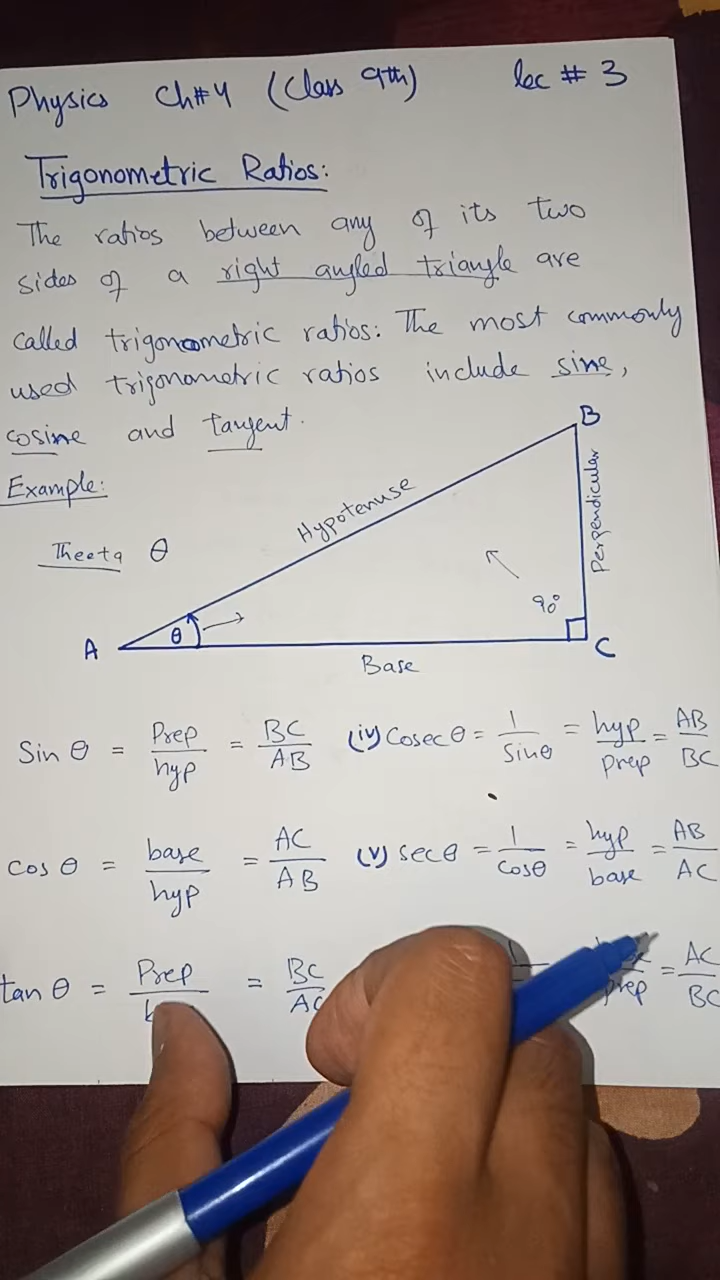 Physics Ch#4 (Class 9th) lec # 3
Trigonometric Ratios:
The ratios between any of its two
sides of a right angled triangle are
called trigonometric ratios: The most commonly
used trigonometric ratios include sine,
cosine and tangent.
Example:
Theeta θ
Hypotenuse
B
Perpendicular
90°
A
θ
C
Base
Sin θ = Prep/hyp = BC/AB (iv) Cosec θ = 1/Sinθ = hyp/prep = AB/BC
cos θ = base/hyp = AC/AB (v) sec θ = 1/cosθ = hyp/base = AB/AC
tan θ = Prep/ = BC/AC prep = AC/BC